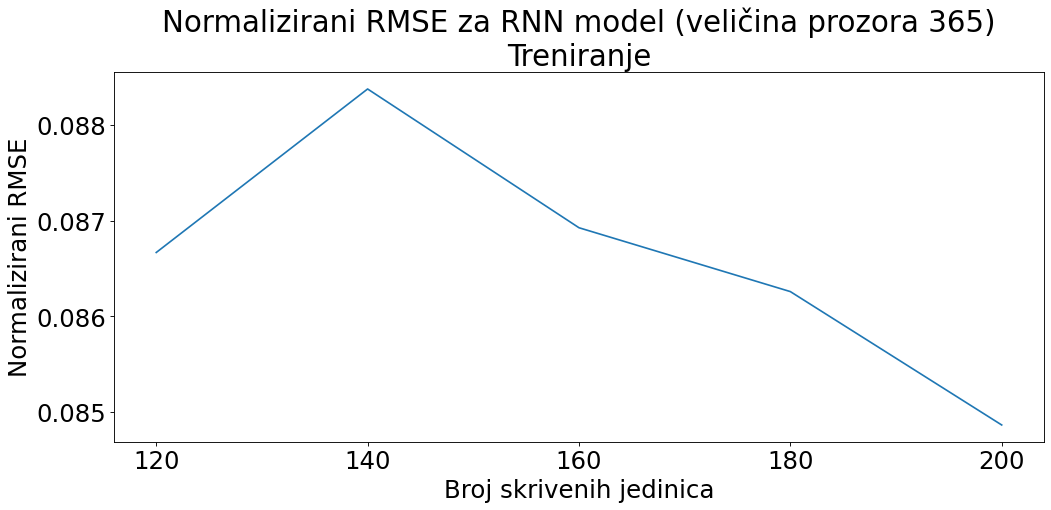 Normalizirani RMSE za RNN model (veličina prozora 365)
Treniranje
Normalizirani RMSE
0.088
0.087
0.086
0.085
120 140 160 180 200
Broj skrivenih jedinica